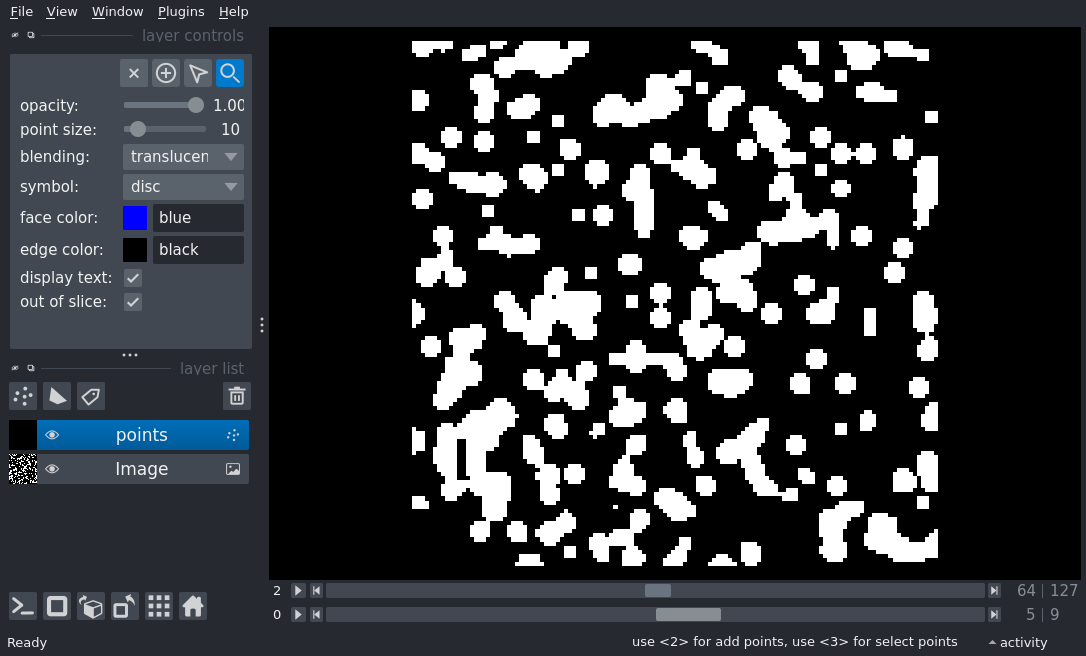 File View Window Plugins Help
layer controls
opacity: 1.00
point size: 10
blending: translucen
symbol: disc
face color: blue
edge color: black
display text:
out of slice:
layer list
points
Image
2 64 | 127
0 5 | 9
Ready use <2> for add points, use <3> for select points activity